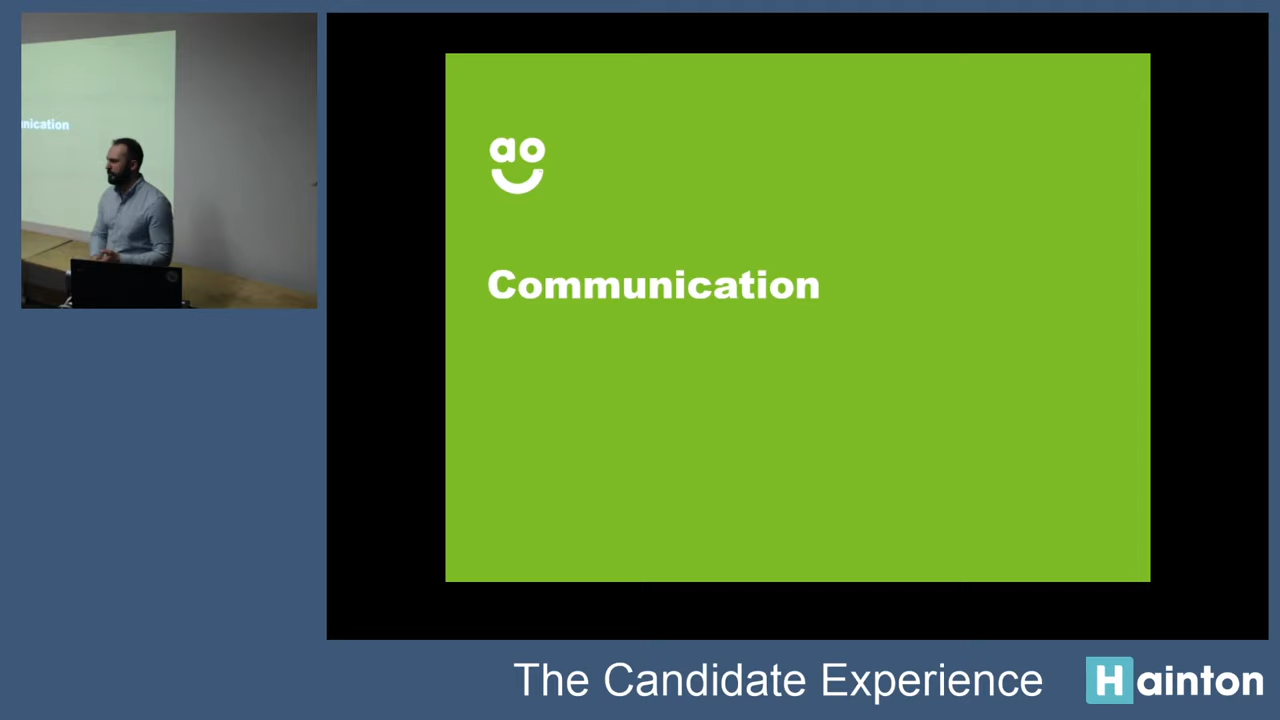 nication
ao
Communication
The Candidate Experience
Hainton